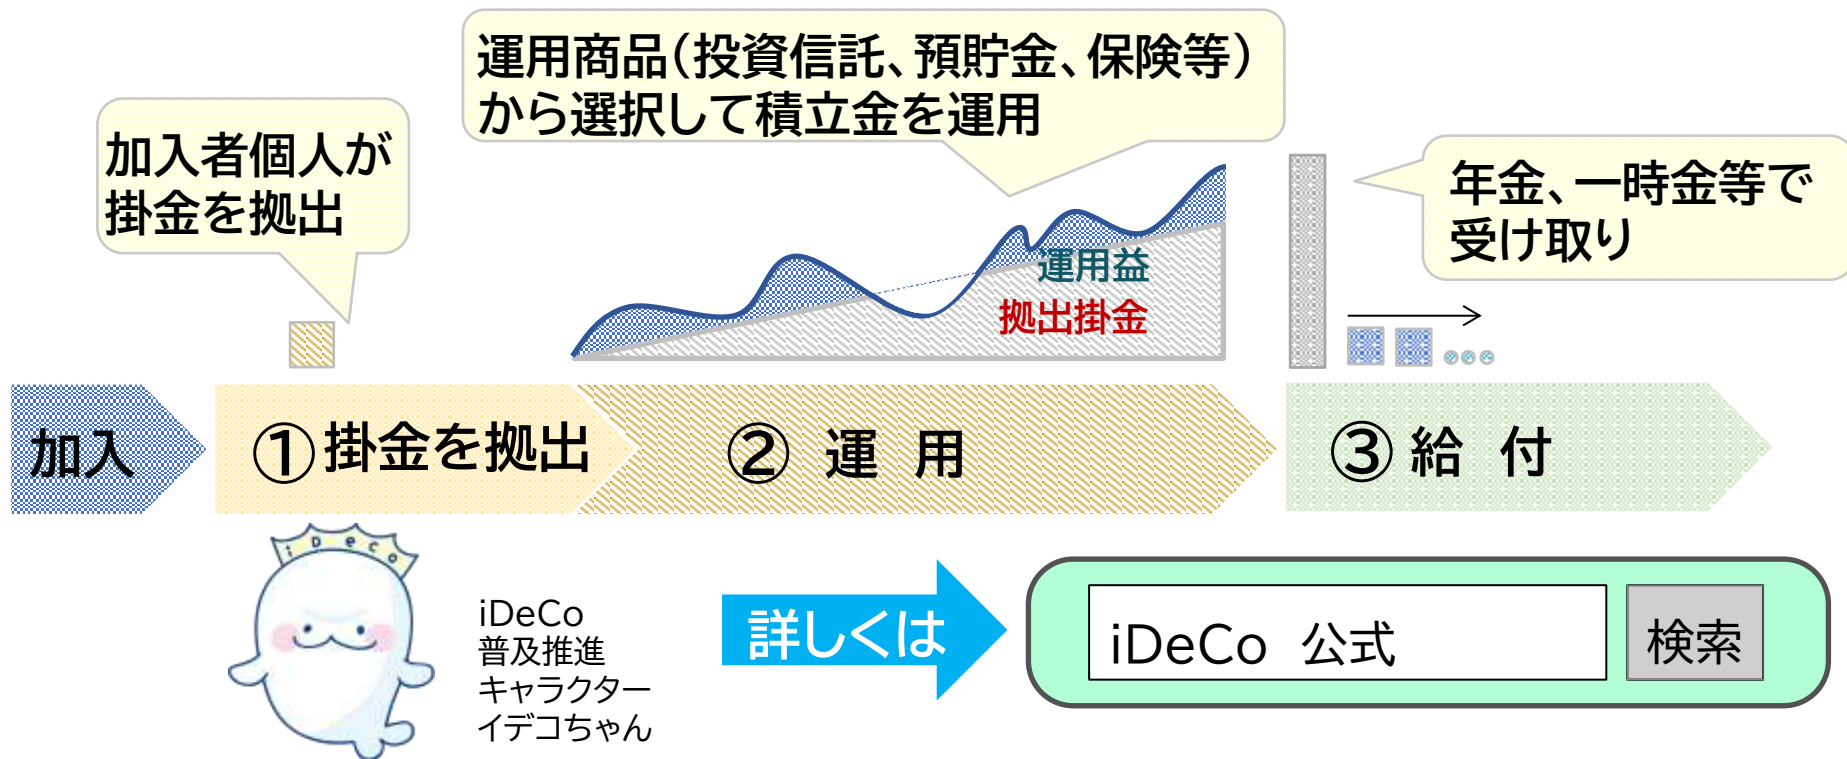 運用商品(投資信託、預貯金、保険等)
から選択して積立金を運用
加入者個人が
掛金を拠出
年金、一時金等で
受け取り
運用益
拠出掛金
加入
①掛金を拠出
② 運 用
③給 付
iDeCo
iDeCo
普及推進
キャラクター
イデコちゃん
詳しくは
iDeCo 公式
検索